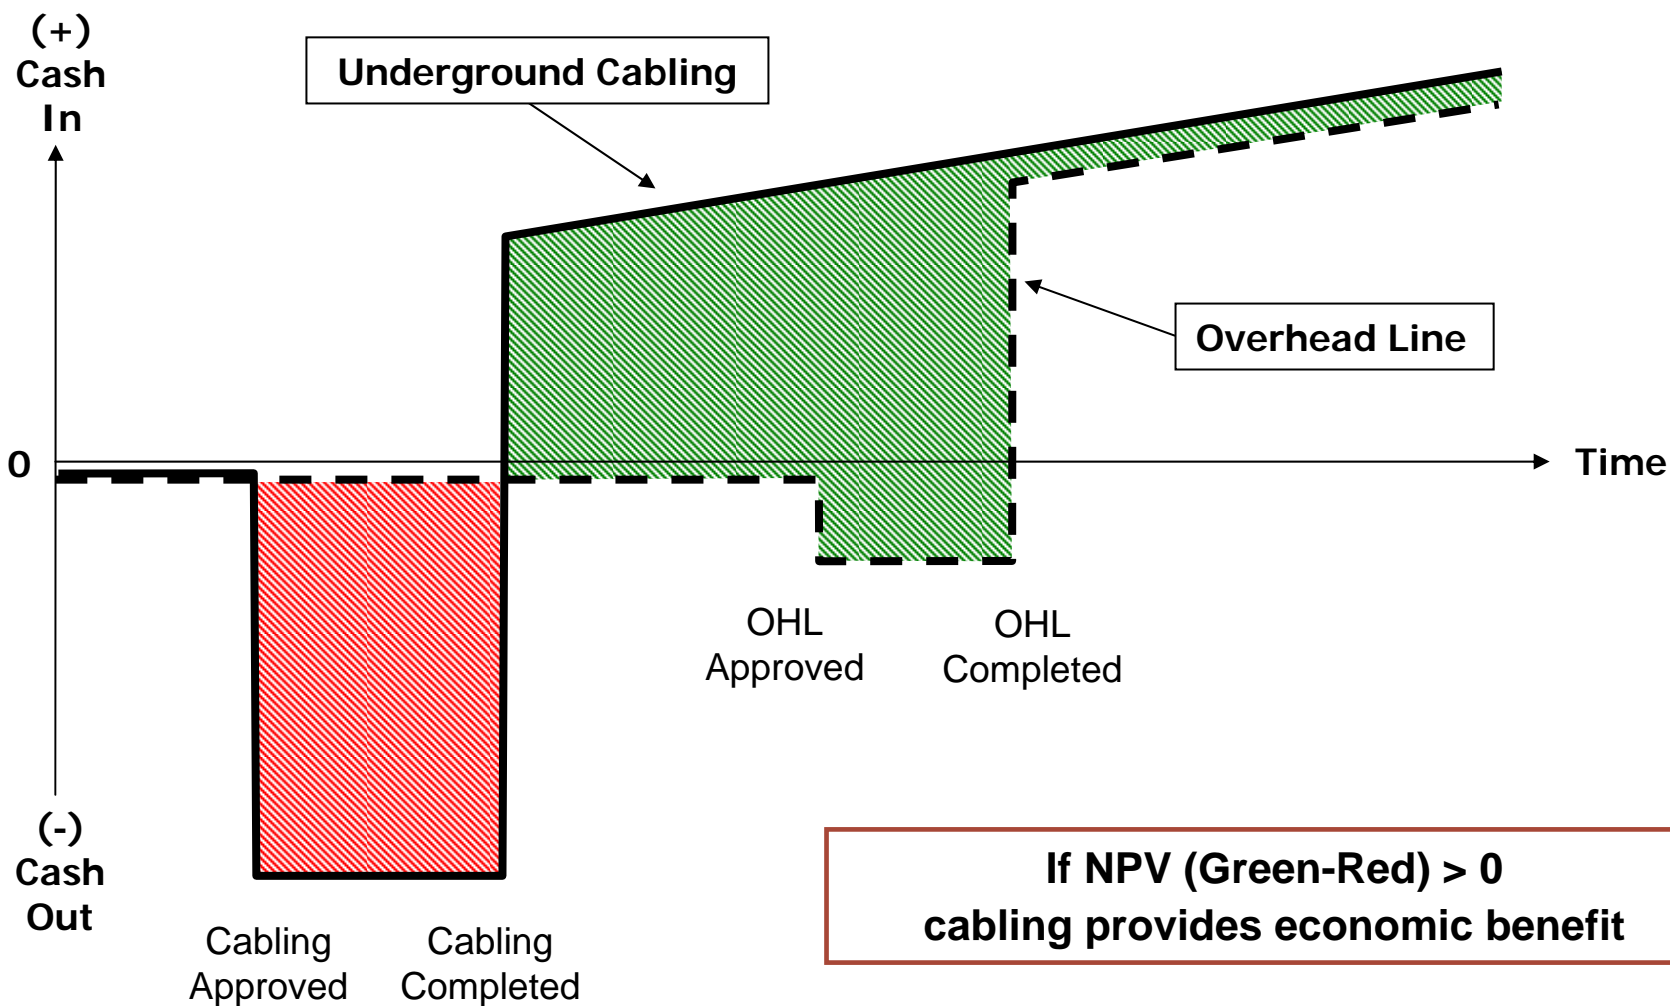 (+)
Cash
In
Underground Cabling
Overhead Line
0
Time
OHL
Approved
OHL
Completed
(-)
Cash
Out
If NPV (Green-Red) > 0
cabling provides economic benefit
Cabling
Approved
Cabling
Completed